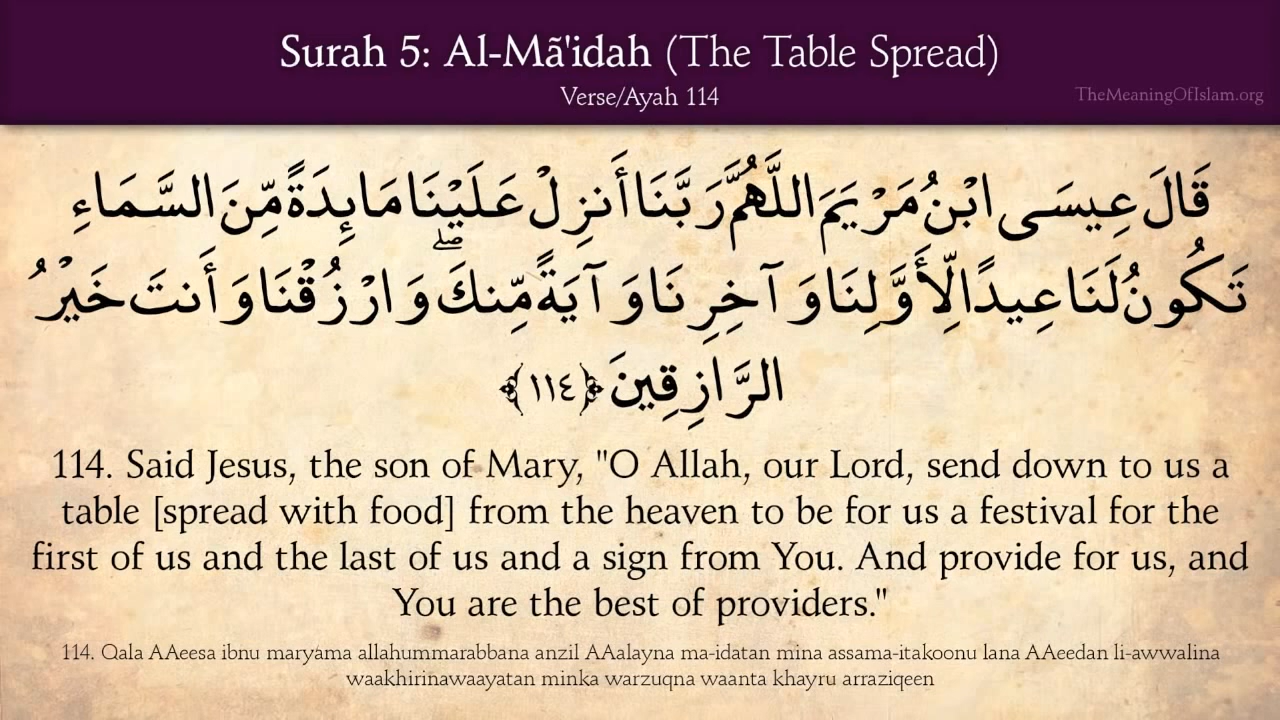 Surah 5: Al-Mã'idah (The Table Spread)
Verse/Ayah 114
TheMeaningOfIslam.org
قَالَ عِيسَى ابْنُ مَرْيَمَ اللَّهُمَّ رَبَّنَا أَنزِلْ عَلَيْنَا مَائِدَةً مِّنَ السَّمَاءِ
تَكُونُ لَنَا عِيدًا لِّأَوَّلِنَا وَآخِرِنَا وَآيَةً مِّنكَ ۖ وَارْزُقْنَا وَأَنتَ خَيْرُ
الرَّازِقِينَ ﴿١١٤﴾
114. Said Jesus, the son of Mary, "O Allah, our Lord, send down to us a
table [spread with food] from the heaven to be for us a festival for the
first of us and the last of us and a sign from You. And provide for us, and
You are the best of providers."
114. Qala AAeesa ibnu maryama allahummarabbana anzil AAalayna ma-idatan mina assama-itakoonu lana AAeedan li-awwalina
waakhirinawaayatan minka warzuqna waanta khayru arraziqeen